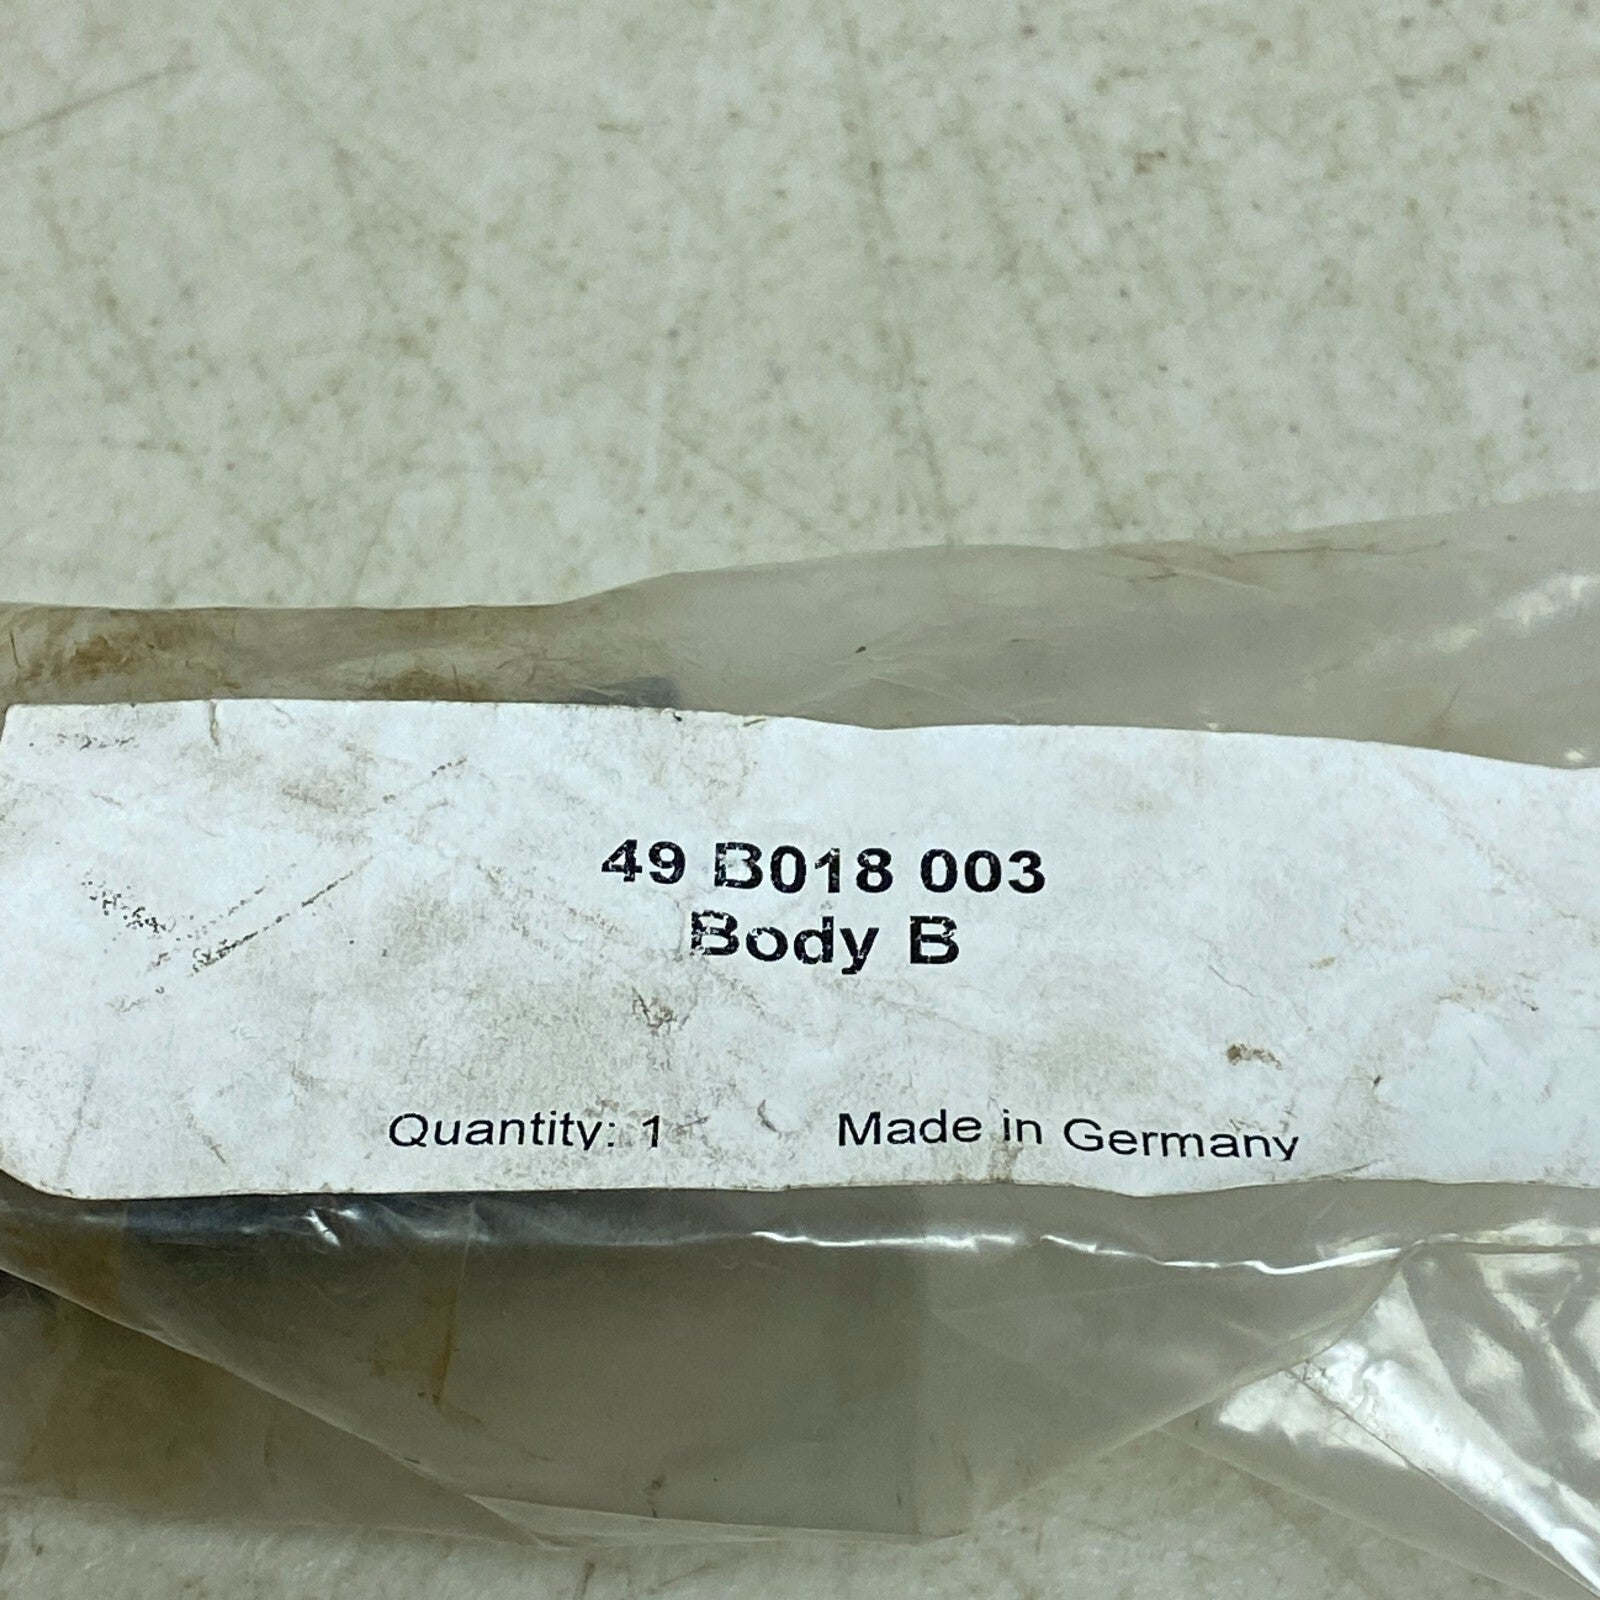 49 B018 003
Body B
Quantity: 1 Made in Germany